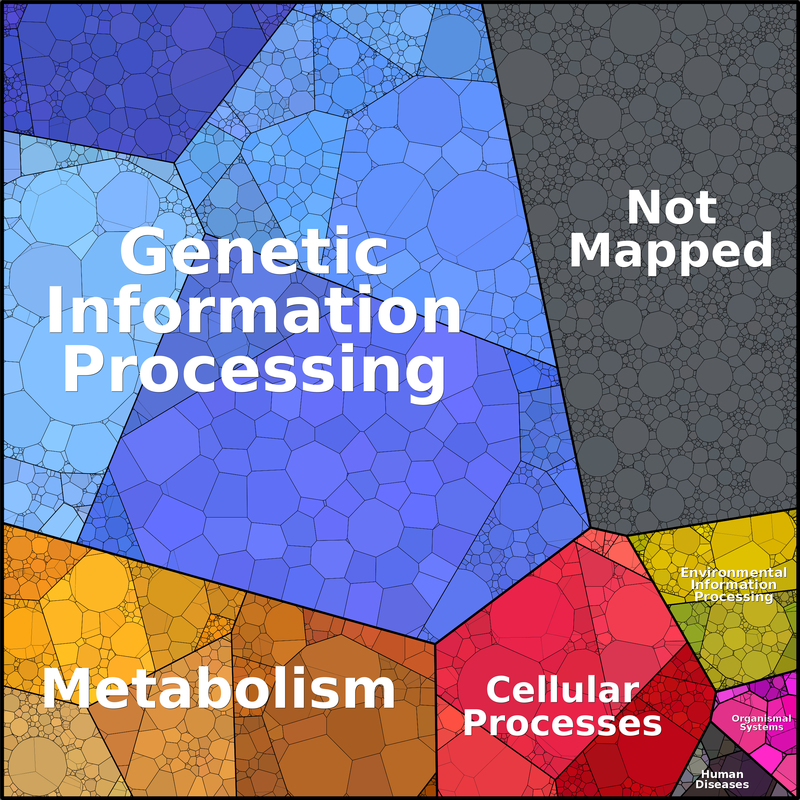 Genetic
Information
Processing
Not
Mapped
Metabolism
Cellular
Processes
Environmental
Information
Processing
Organismal
Systems
Human
Diseases